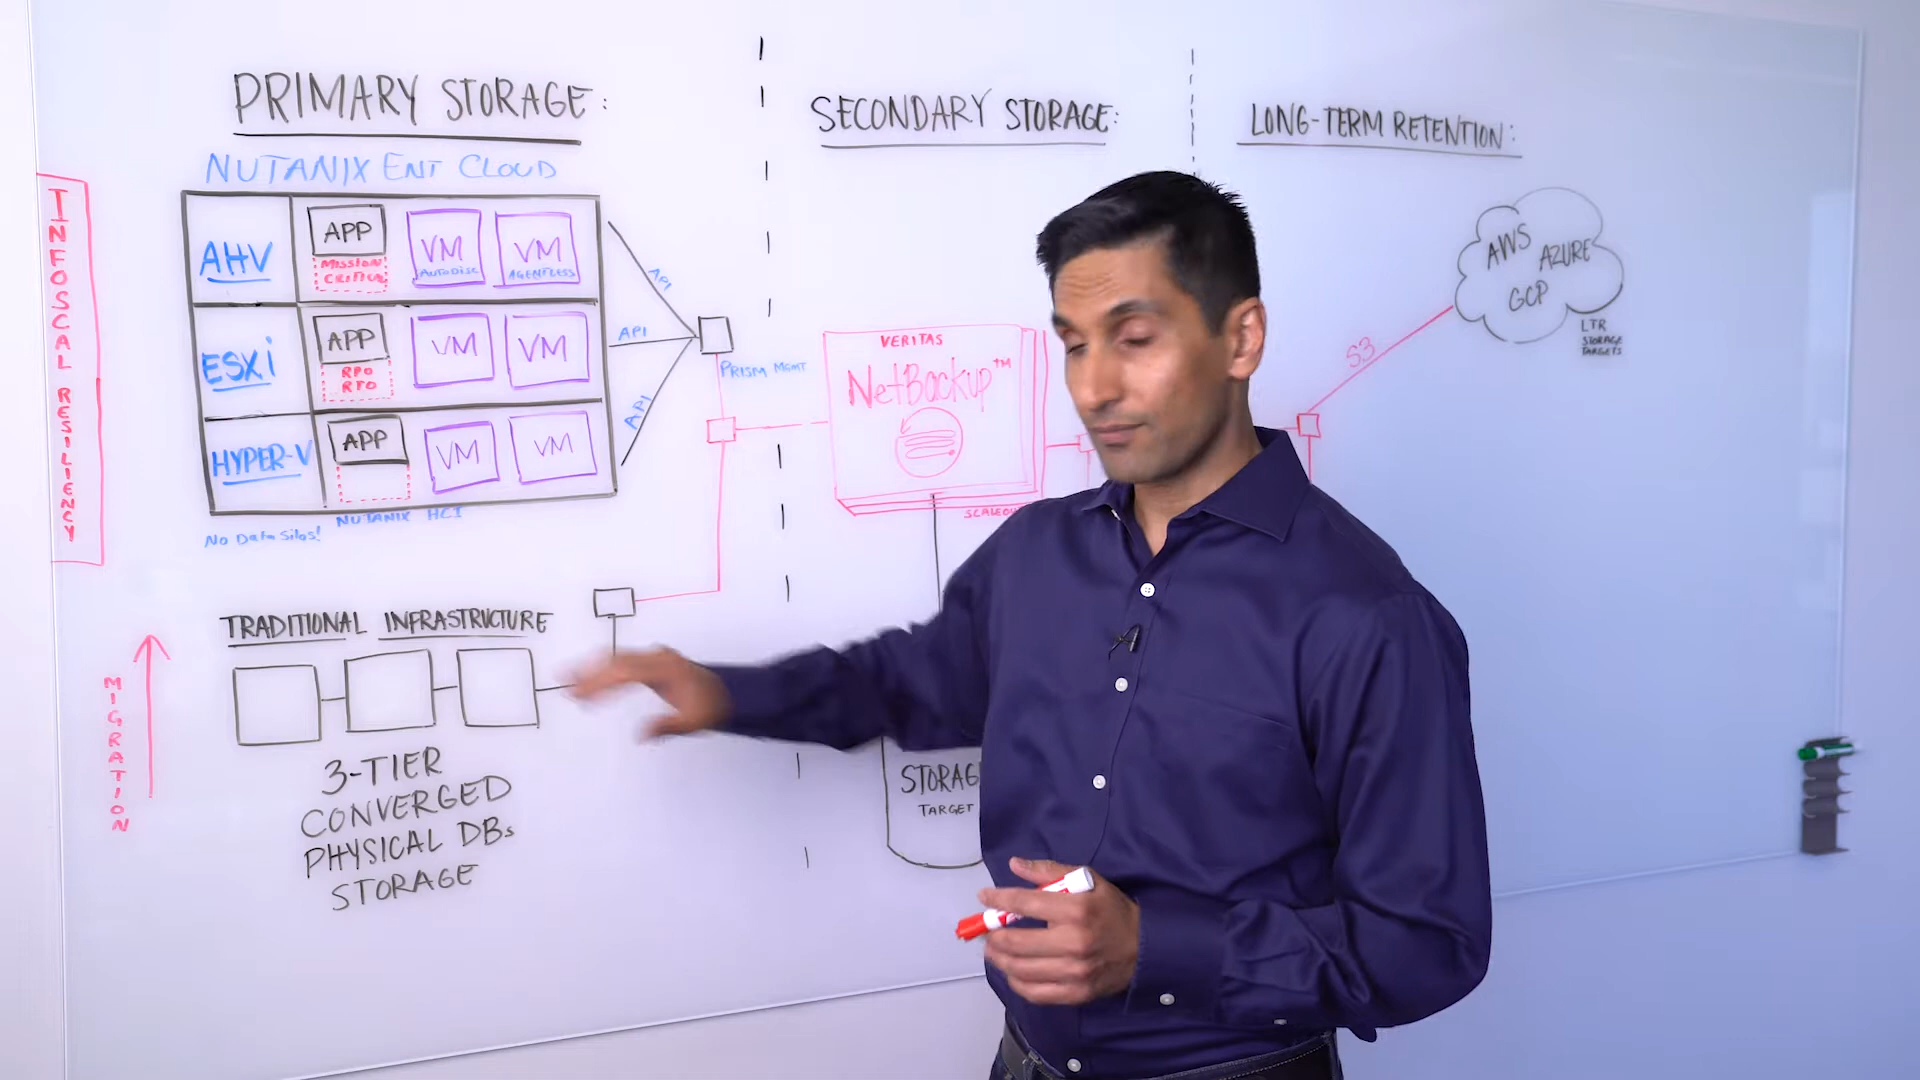 PRIMARY STORAGE:
NUTANIX ENT CLOUD
INFOSCAL RESILIENCY
AHV
APP
MISSION
CRITICAL
VM
AUTODISC
VM
AGENTLESS
ESXi
APP
RPO
RTO
VM
VM
HYPER-V
APP
VM
VM
NUTANIX HCI
No Data Silos!
API
API
API
PRISM MGMT
TRADITIONAL INFRASTRUCTURE
MIGRATION
3-TIER
CONVERGED
PHYSICAL DBs
STORAGE
SECONDARY STORAGE:
VERITAS
NetBackup™
STORAGE
TARGET
LONG-TERM RETENTION:
S3
AWS
AZURE
GCP
LTR
STORAGE
TARGETS